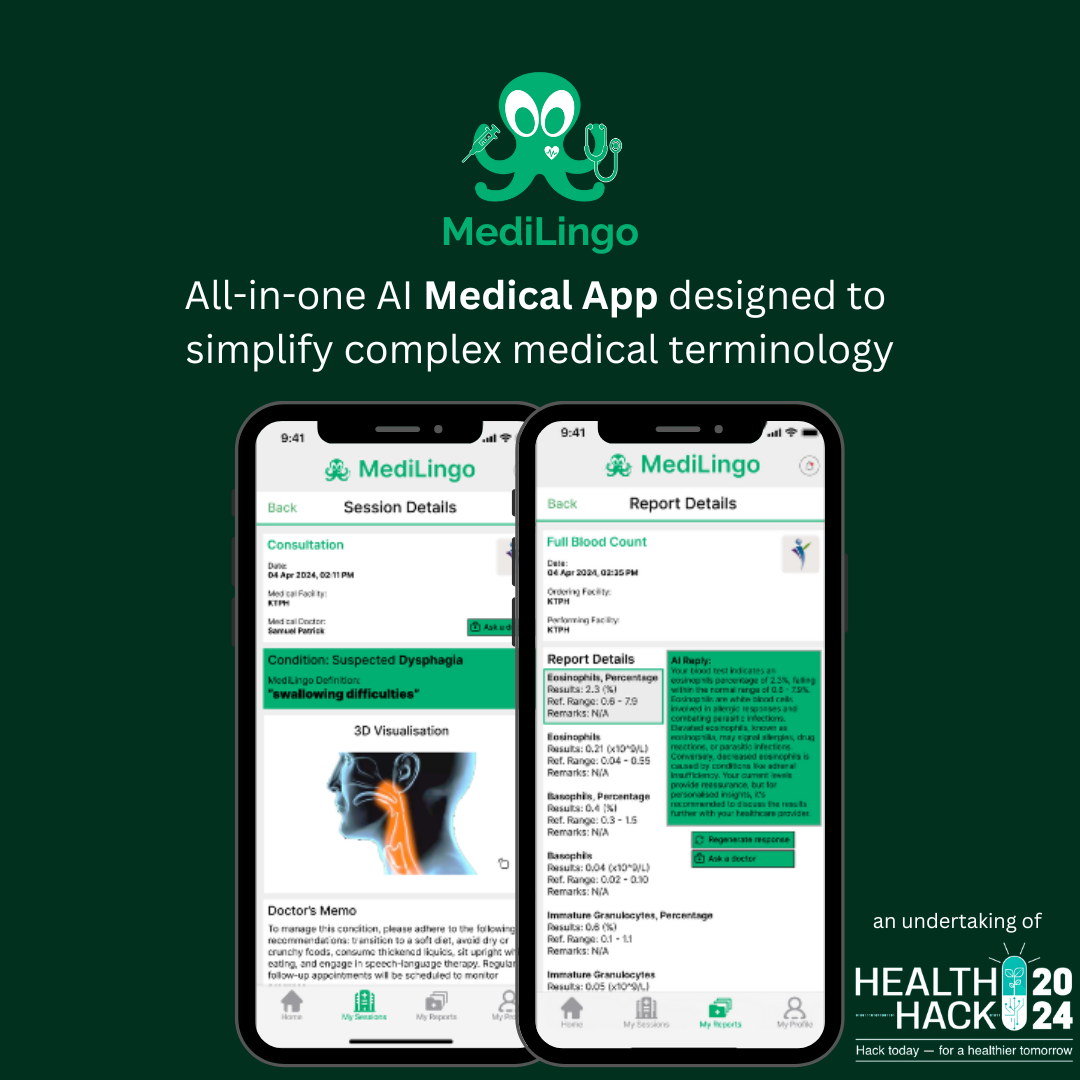 MediLingo
All-in-one AI Medical App designed to
simplify complex medical terminology
9:41
MediLingo
Back
Session Details
Consultation
Date:
04 Apr 2024, 02:11 PM
Medical Facility:
KTPH
Medical Doctor:
Samuel Patrick
Ask a
Condition: Suspected Dysphagia
MediLingo Definition:
"swallowing difficulties"
3D Visualisation
Doctor's Memo
To manage this condition, please adhere to the following
recommendations: transition to a soft diet, avoid dry or
crunchy foods, consume thickened liquids, sit upright
eating, and engage in speech-language therapy. Regular
follow-up appointments will be scheduled to monitor
Home
My Sessions
My Reports
My
9:41
MediLingo
Back
Report Details
Full Blood Count
Date:
04 Apr 2024, 02:35 PM
Ordering Facility:
KTPH
Performing Facility:
KTPH
Report Details
Eosinophils, Percentage
Results: 2.3 (%)
Ref. Range: 0.6 - 7.9
Remarks: N/A
Eosinophils
Results: 0.21 (x10^9/L)
Ref. Range: 0.04 - 0.55
Remarks: N/A
Basophils, Percentage
Results: 0.4 (%)
Ref. Range: 0.3 - 1.5
Remarks: N/A
Basophils
Results: 0.04 (x10^9/L)
Ref. Range: 0.02 - 0.10
Remarks: N/A
Immature Granulocytes, Percentage
Results: 0.6 (%)
Ref. Range: 0.1 - 1.1
Remarks: N/A
Immature Granulocytes
Results: 0.05 (x10^9/L)
AI Reply:
Your blood test indicates an
eosinophils percentage of 2.3%, falling
within the normal range of 0.6 - 7.9%.
Eosinophils are white blood cells
involved in allergic responses and
combating parasitic infections.
Elevated eosinophils, known as
eosinophilia, may signal allergies, drug
reactions, or parasitic infections.
Conversely, decreased eosinophils is
caused by conditions like adrenal
insufficiency. Your current levels
provide reassurance, but for
personalised insights, it's
recommended to discuss the results
further with your healthcare provider.
Regenerate response
Ask a doctor
Home
My Sessions
My Reports
My Profile
an undertaking of
HEALTH 20
HACK 24
Hack today — for a healthier tomorrow